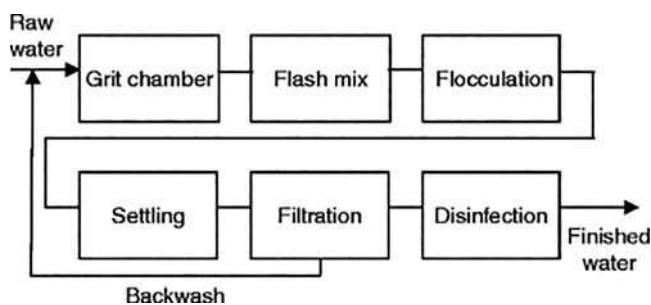 Raw
water
Grit chamber
Flash mix
Flocculation
Settling
Filtration
Disinfection
Finished
water
Backwash